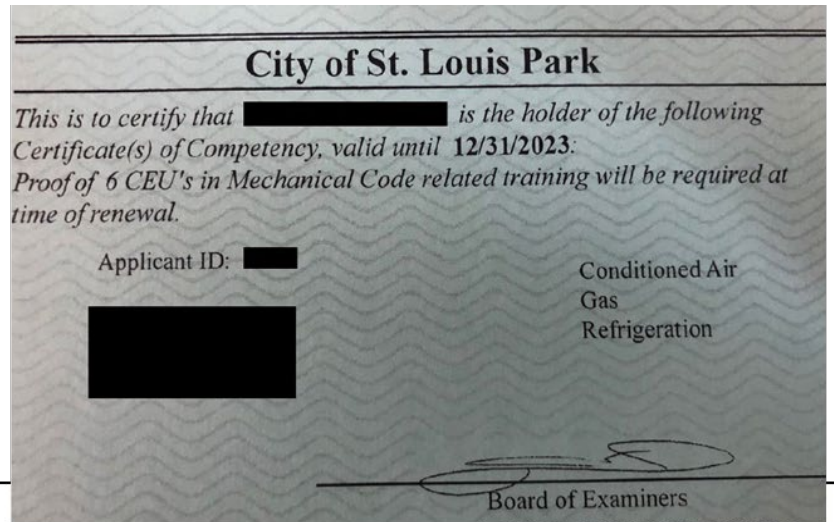 City of St. Louis Park
This is to certify that is the holder of the following
Certificate(s) of Competency, valid until 12/31/2023:
Proof of 6 CEU's in Mechanical Code related training will be required at
time of renewal.
Applicant ID:
Conditioned Air
Gas
Refrigeration
Board of Examiners